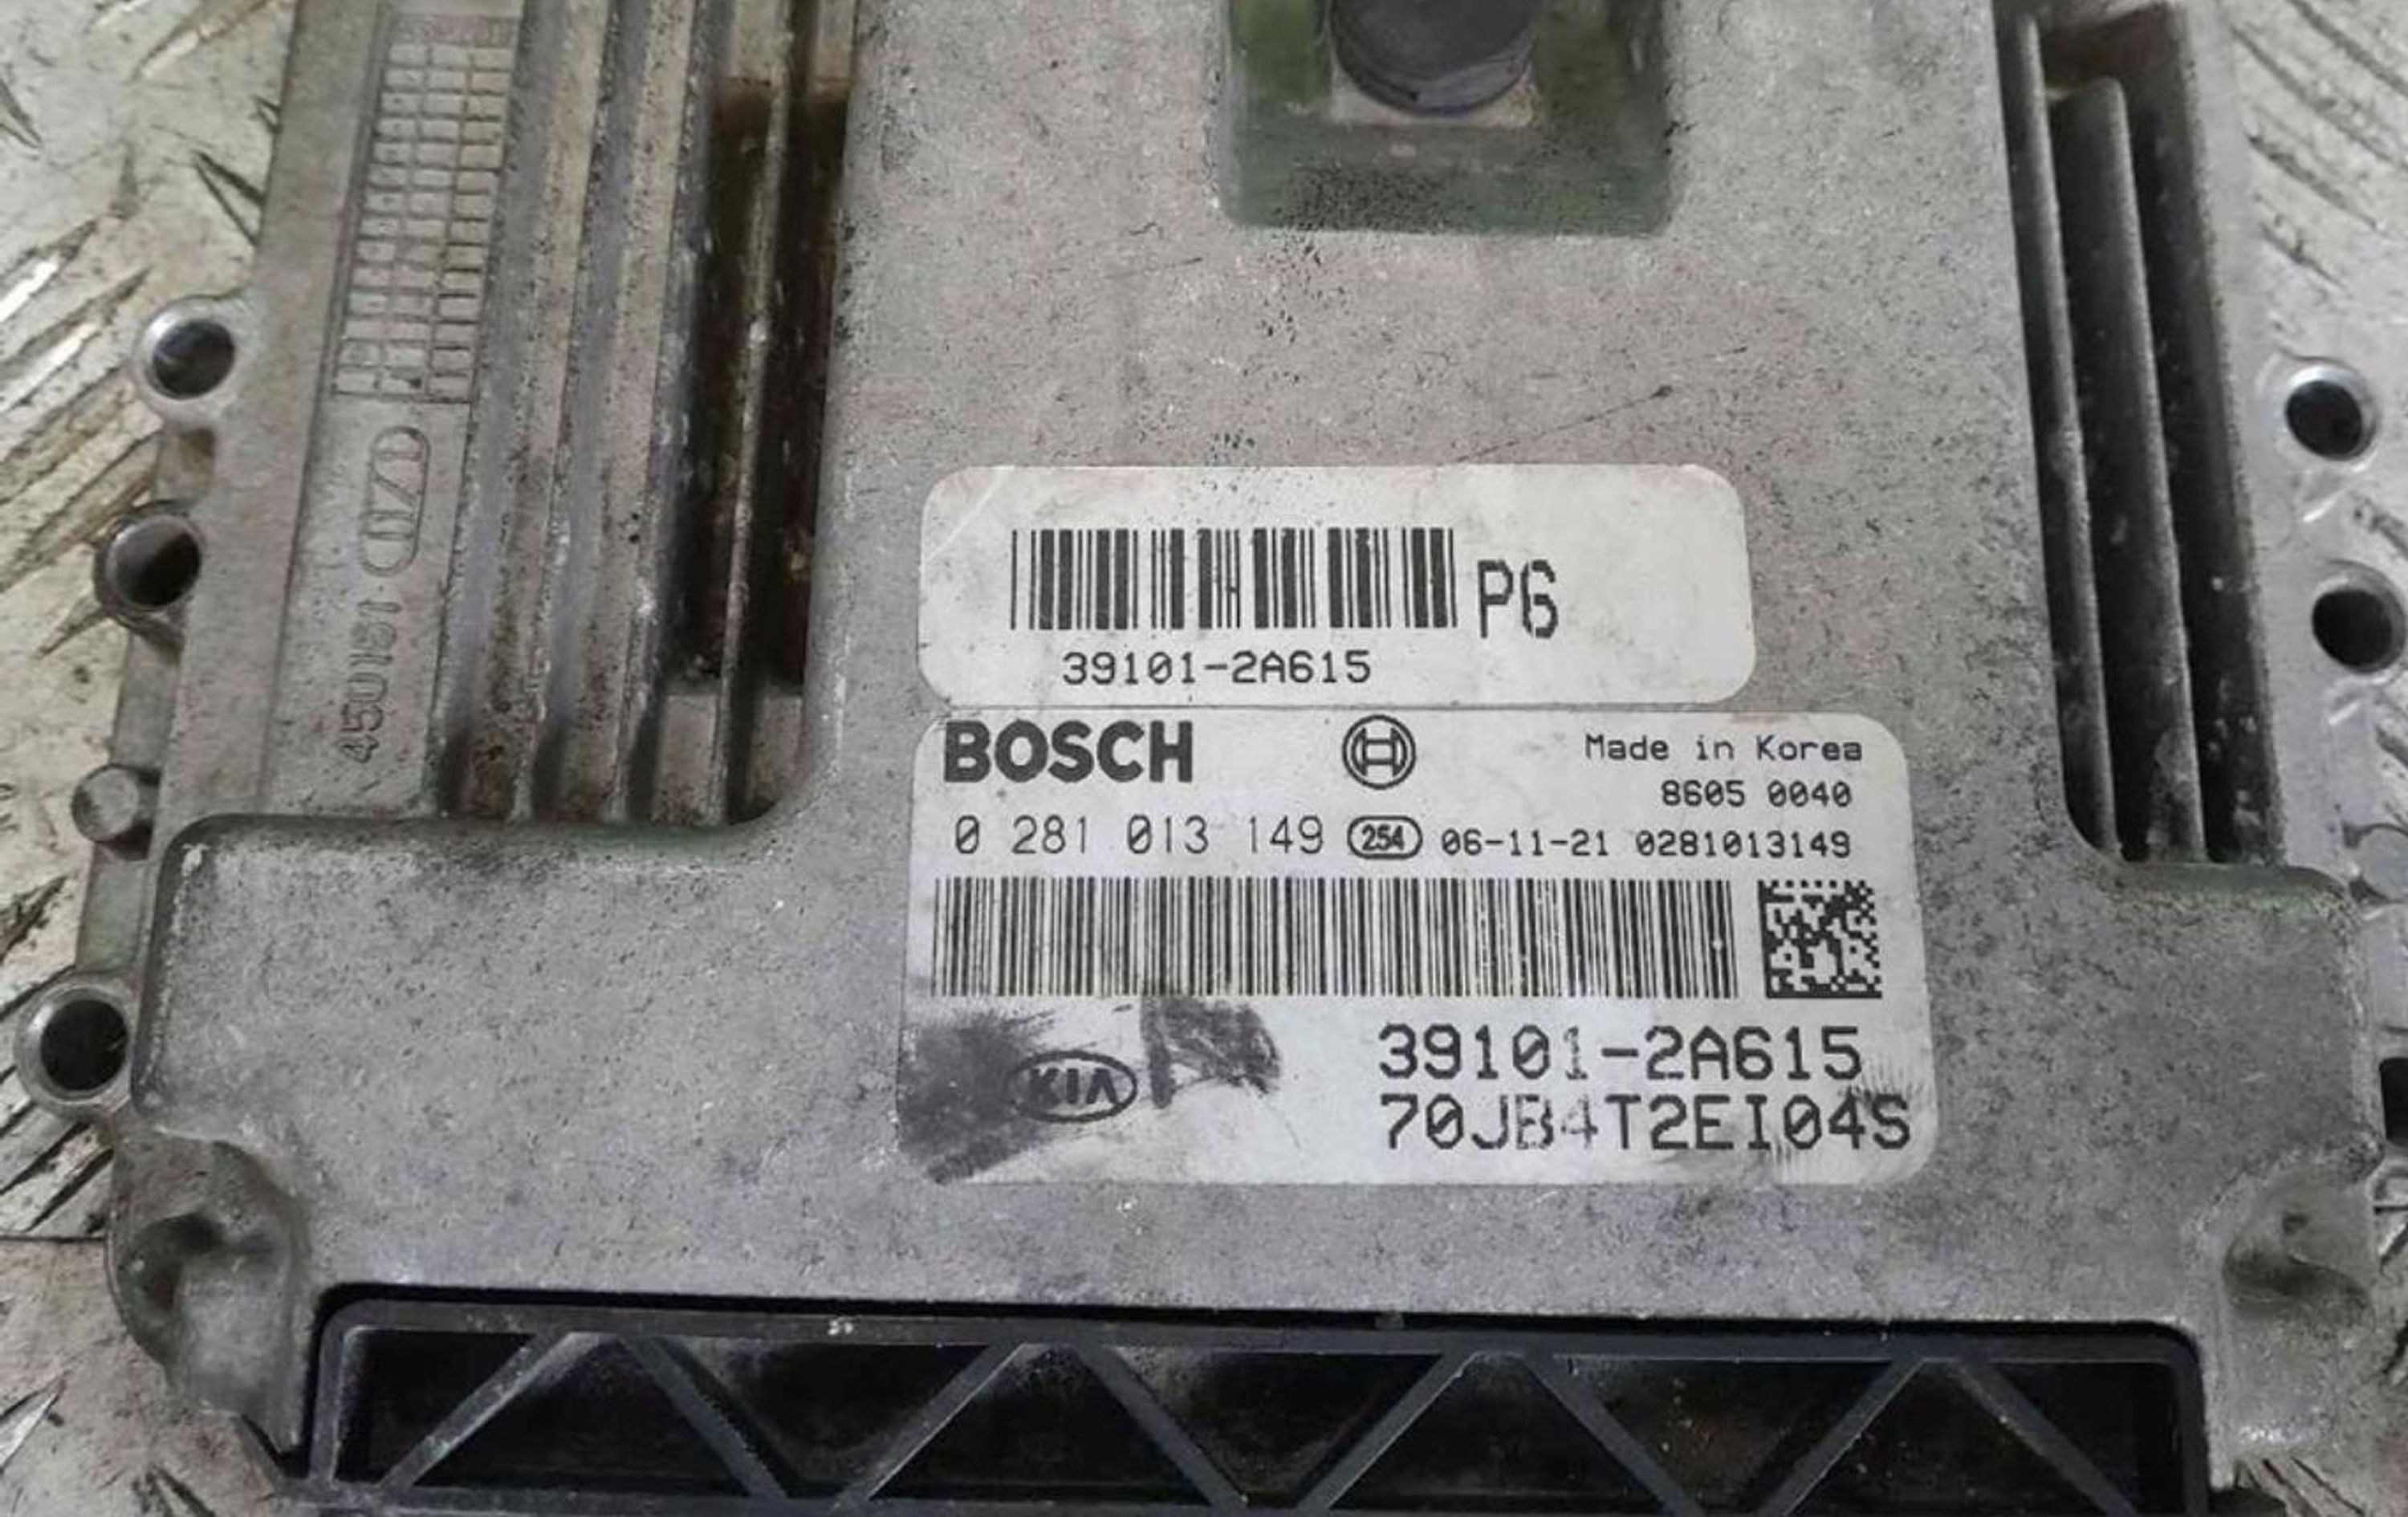 P6
39101-2A615
BOSCH
Made in Korea
8605 0040
0 281 013 149 254 06-11-21 0281013149
KIA
39101-2A615
70JB4T2EI04S
450181